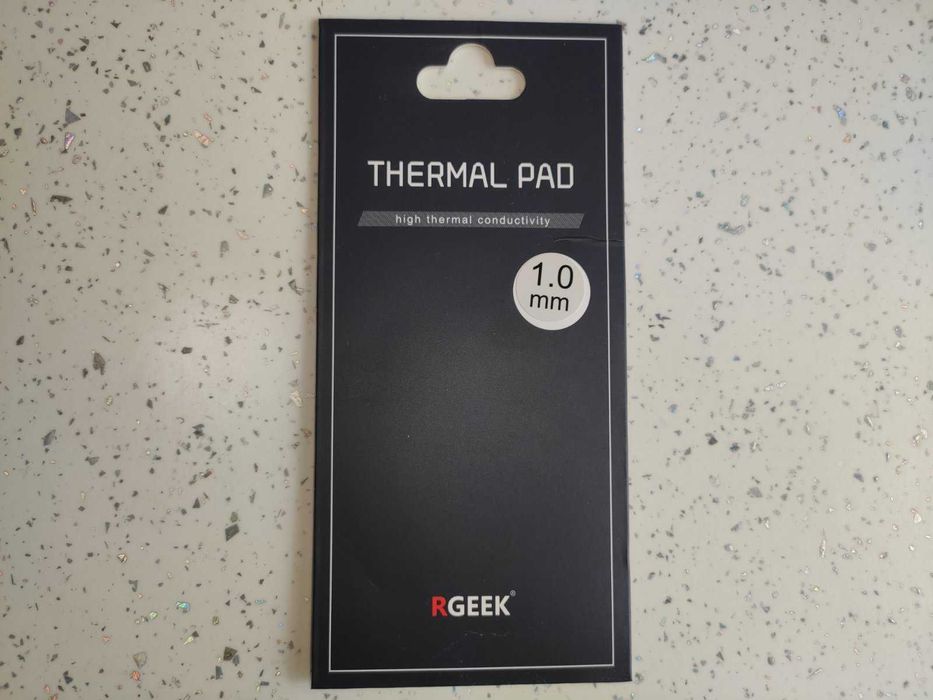 THERMAL PAD
high thermal conductivity
1.0
mm
RGEEK®